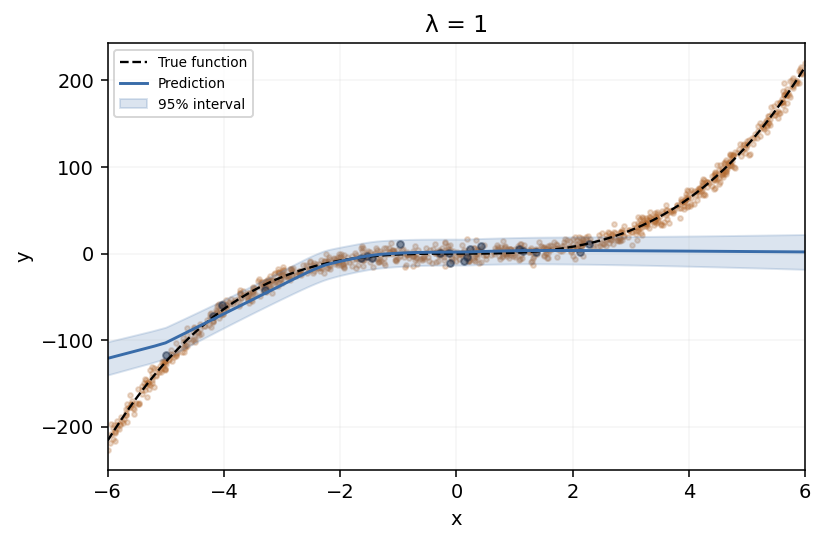 λ = 1
True function
Prediction
95% interval
y
200
100
0
−100
−200
−6 −4 −2 0 2 4 6
x